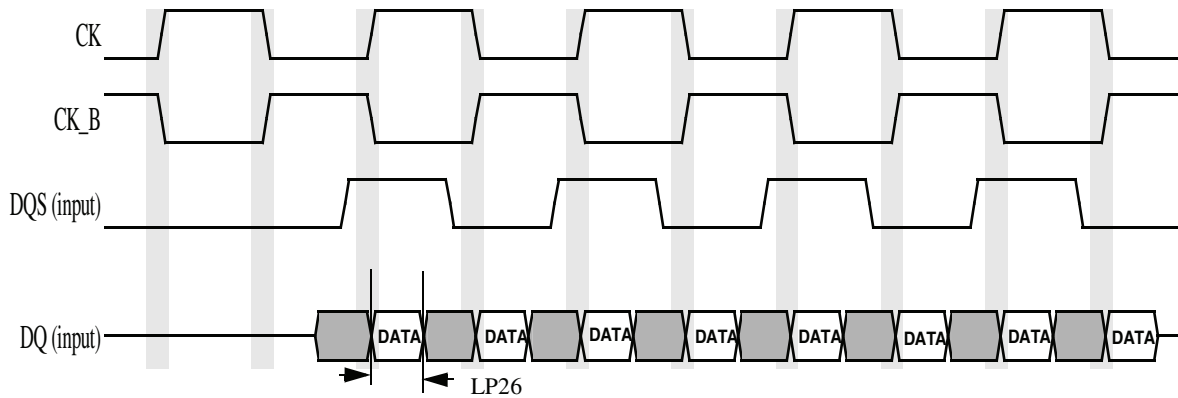 CK
CK_B
DQS (input)
DQ (input)
DATA DATA DATA DATA DATA DATA DATA DATA
LP26